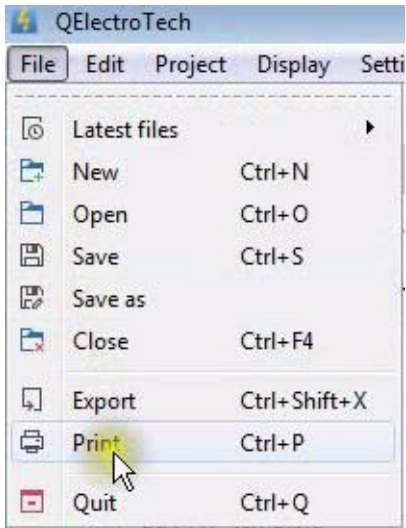 QElectroTech
File Edit Project Display
Latest files
New Ctrl+N
Open Ctrl+O
Save Ctrl+S
Save as
Close Ctrl+F4
Export Ctrl+Shift+X
Print Ctrl+P
Quit Ctrl+Q